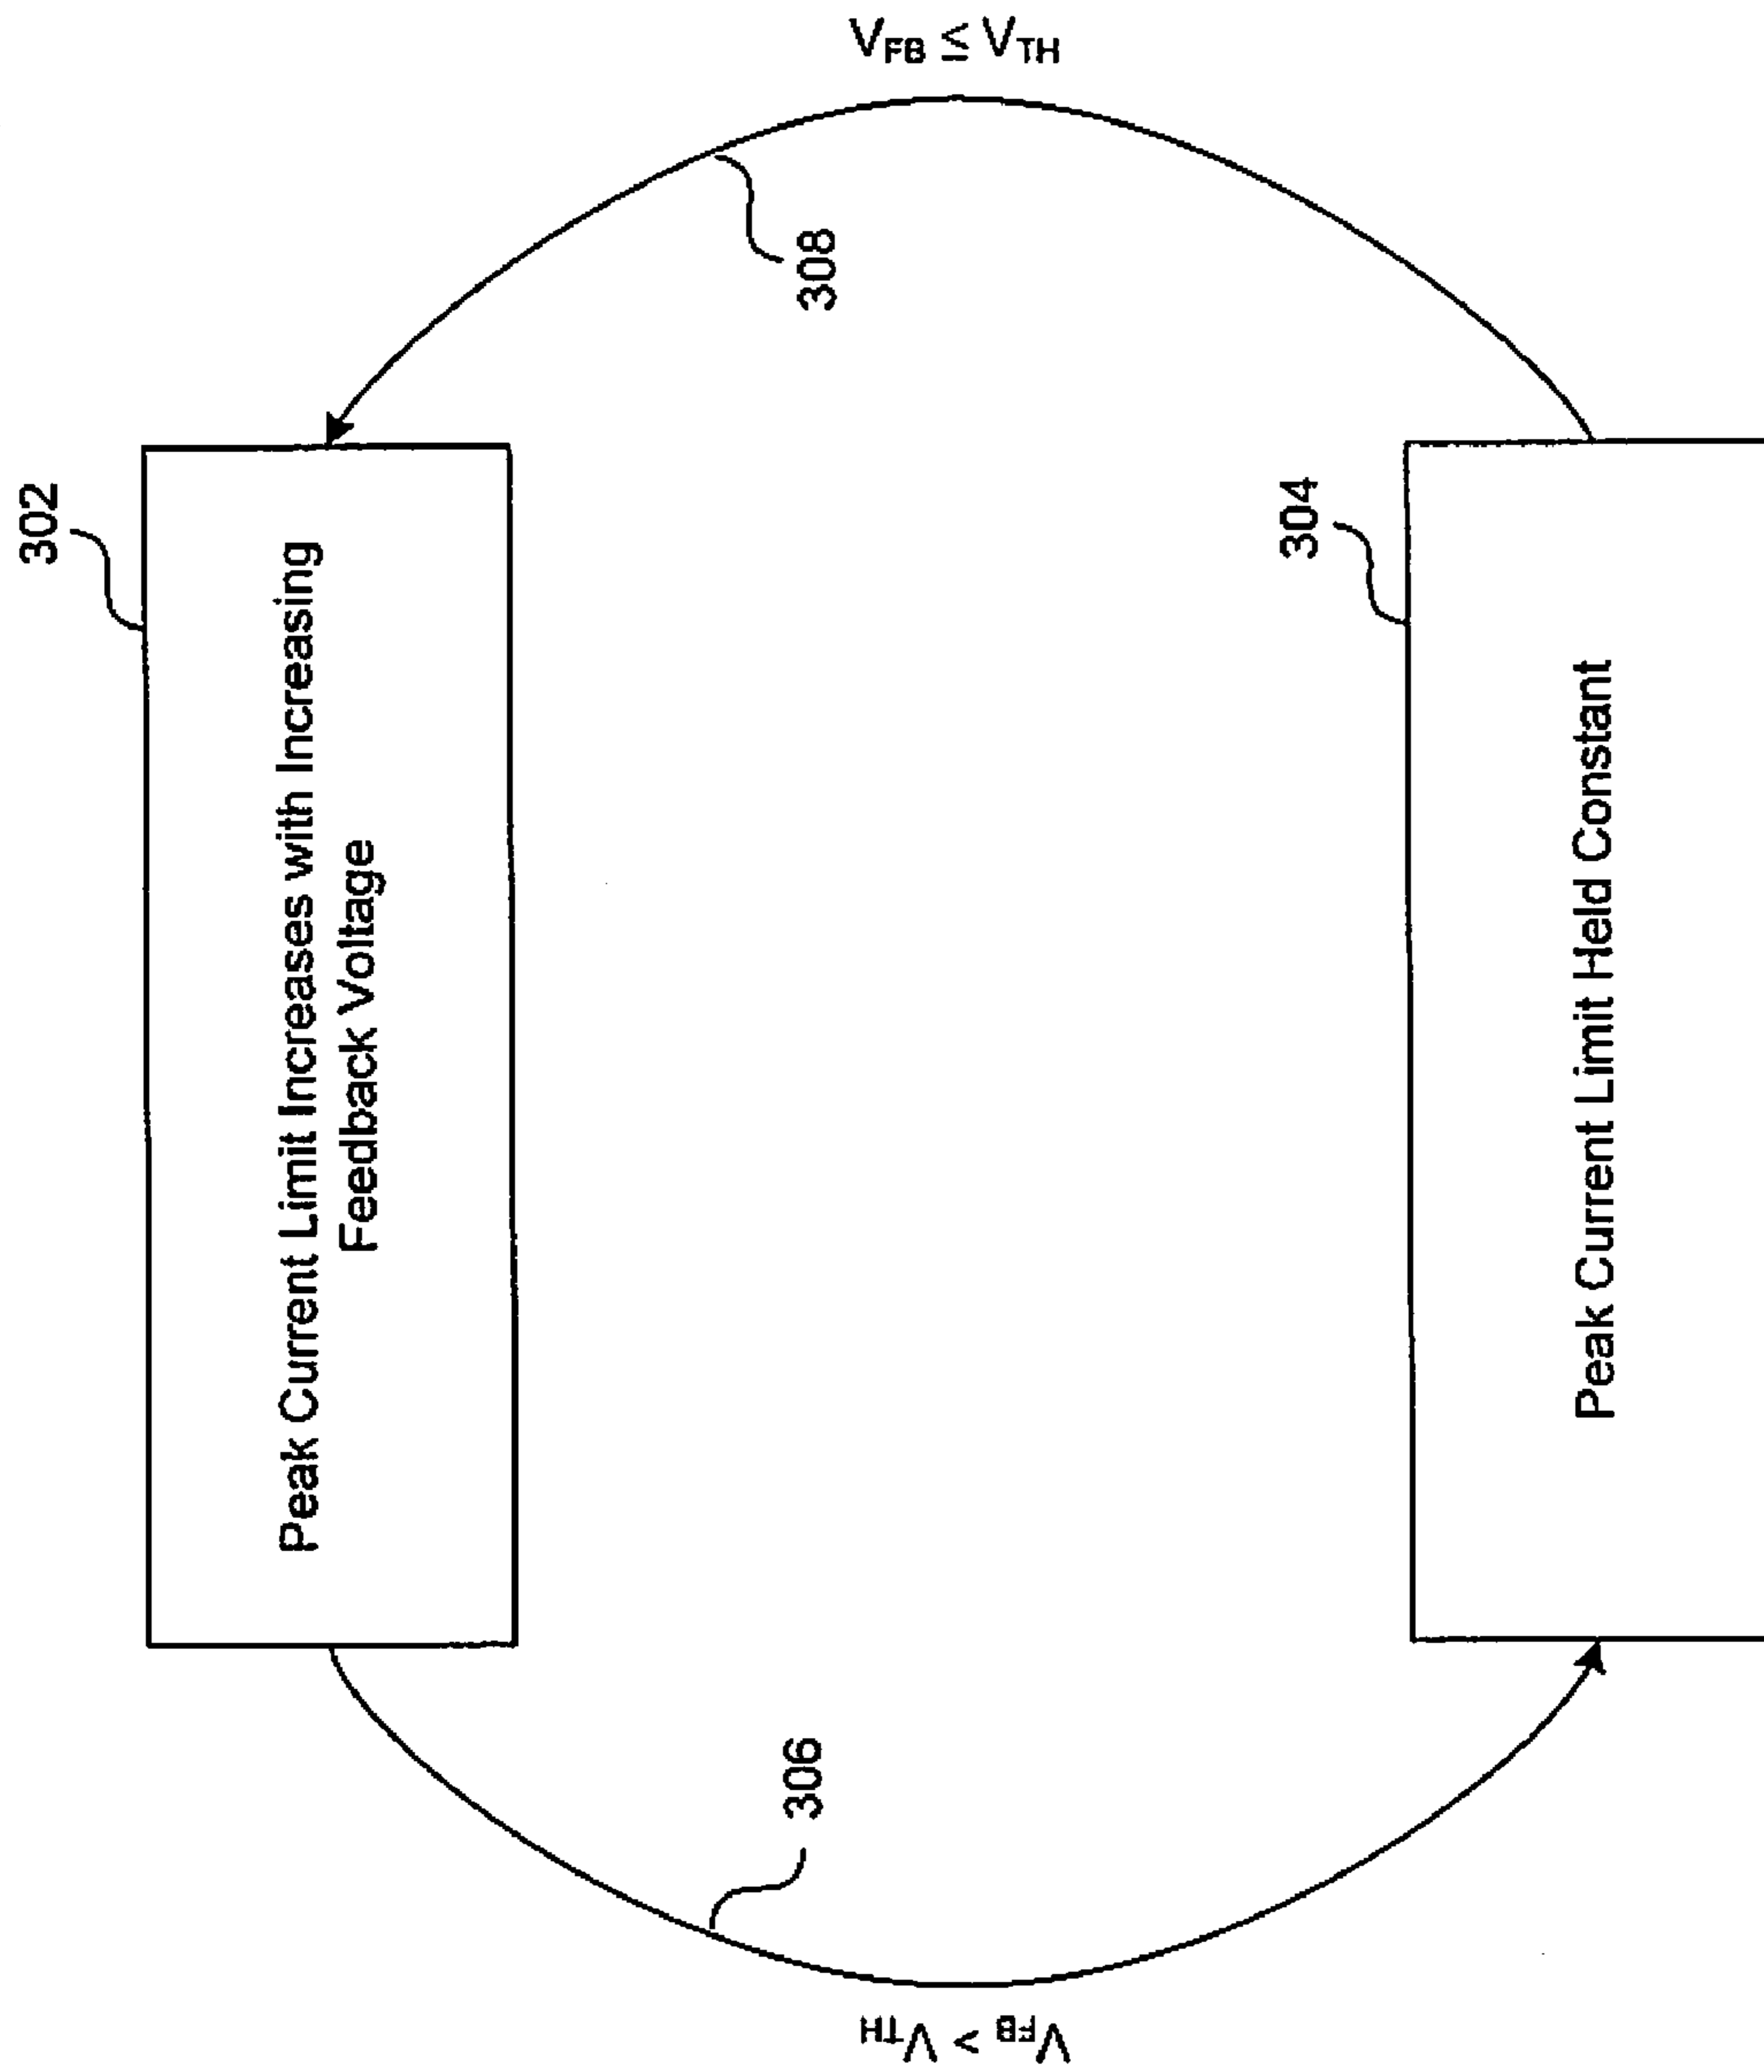 302
Peak Current Limit Increases with Increasing
Feedback Voltage
306
V_FB > V_TH
308
V_FB ≤ V_TH
304
Peak Current Limit Held Constant